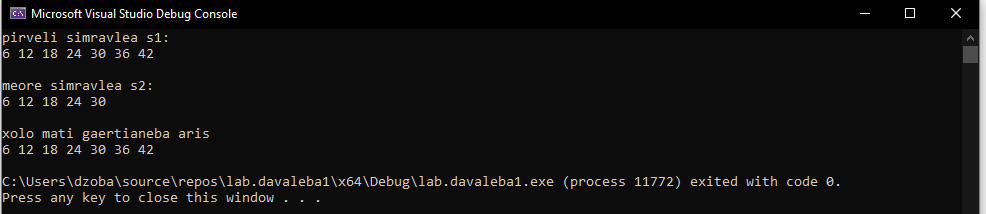 Microsoft Visual Studio Debug Console
pirveli simravlea s1:
6 12 18 24 30 36 42
meore simravlea s2:
6 12 18 24 30
xolo mati gaertianeba aris
6 12 18 24 30 36 42
C:\Users\dzoba\source\repos\lab.davaleba1\x64\Debug\lab.davaleba1.exe (process 11772) exited with code 0.
Press any key to close this window . . .